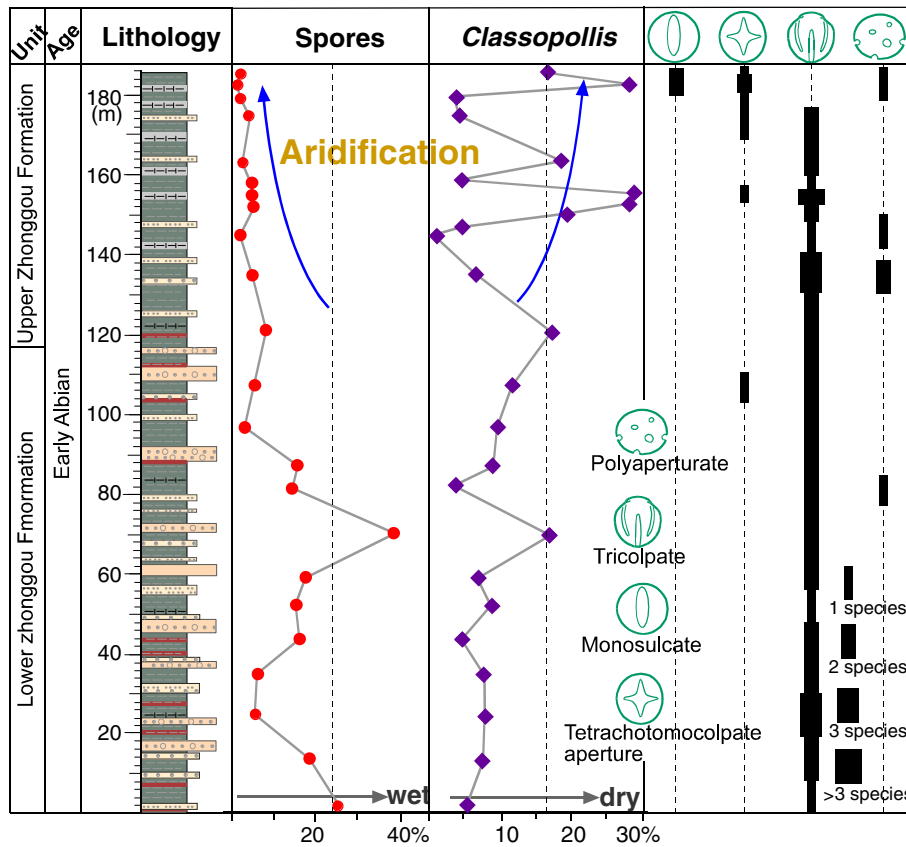 Unit
Age
Lithology
Spores
Classopollis
Upper Zhonggou Formation
Lower zhonggou Fmormation
Early Albian
180
(m)
160
140
120
100
80
60
40
20
Aridification
Polyaperturate
Tricolpate
Monosulcate
Tetrachotomocolpate
aperture
1 species
2 species
3 species
>3 species
wet
dry
20
40%
10
20
30%